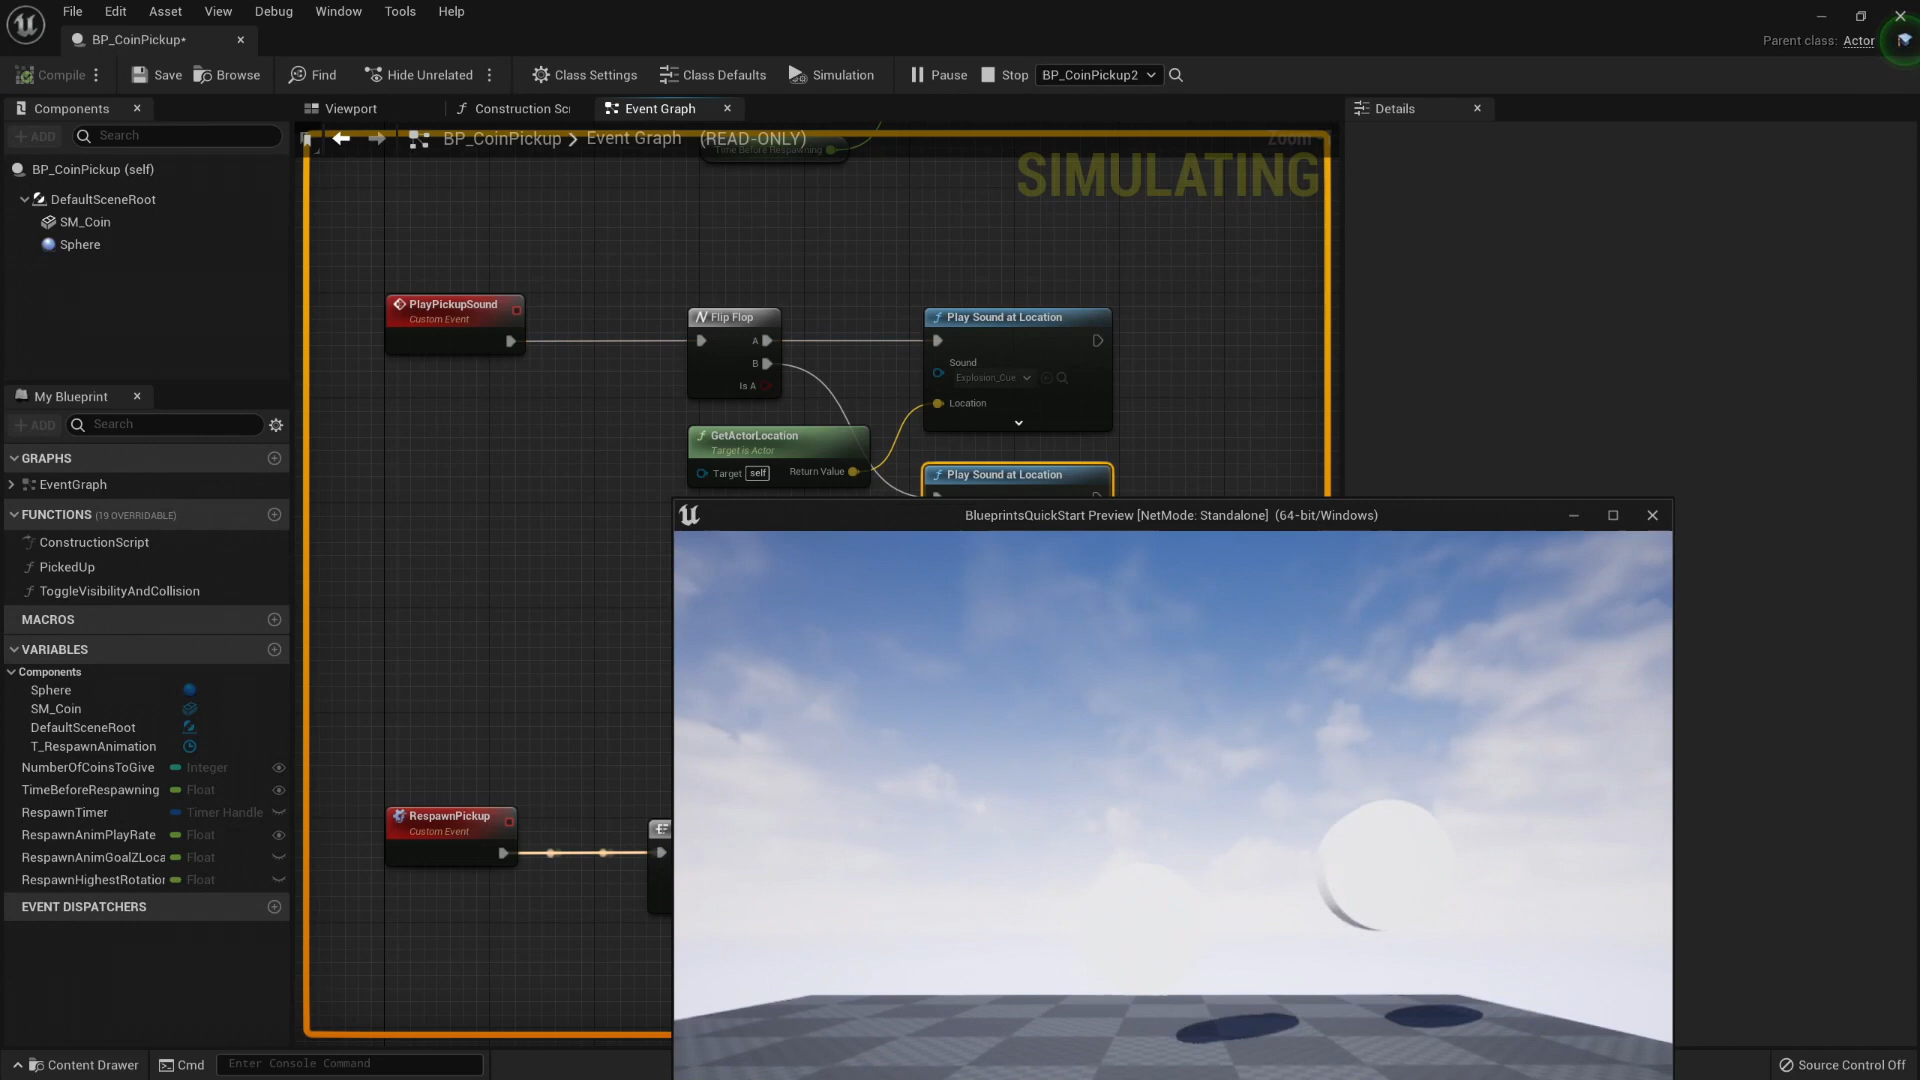 File Edit Asset View Debug Window Tools Help
BP_CoinPickup*
Parent class: Actor
Compile Save Browse Find Hide Unrelated Class Settings Class Defaults Simulation Pause Stop BP_CoinPickup2
Components
Viewport
Construction Sc
Event Graph
Details
ADD Search
BP_CoinPickup > Event Graph (READ-ONLY)
Zoom
Time Before Respawning
SIMULATING
BP_CoinPickup (self)
DefaultSceneRoot
SM_Coin
Sphere
PlayPickupSound
Custom Event
Flip Flop
A
B
Is A
Play Sound at Location
Sound
Explosion_Cue
Location
GetActorLocation
Target is Actor
Target self Return Value
Play Sound at Location
My Blueprint
ADD Search
GRAPHS
EventGraph
FUNCTIONS (19 OVERRIDABLE)
ConstructionScript
PickedUp
ToggleVisibilityAndCollision
MACROS
VARIABLES
Components
Sphere
SM_Coin
DefaultSceneRoot
T_RespawnAnimation
NumberOfCoinsToGive Integer
TimeBeforeRespawning Float
RespawnTimer Timer Handle
RespawnAnimPlayRate Float
RespawnAnimGoalZLoca Float
RespawnHighestRotation Float
EVENT DISPATCHERS
RespawnPickup
Custom Event
BlueprintsQuickStart Preview [NetMode: Standalone] (64-bit/Windows)
Content Drawer Cmd Enter Console Command
Source Control Off